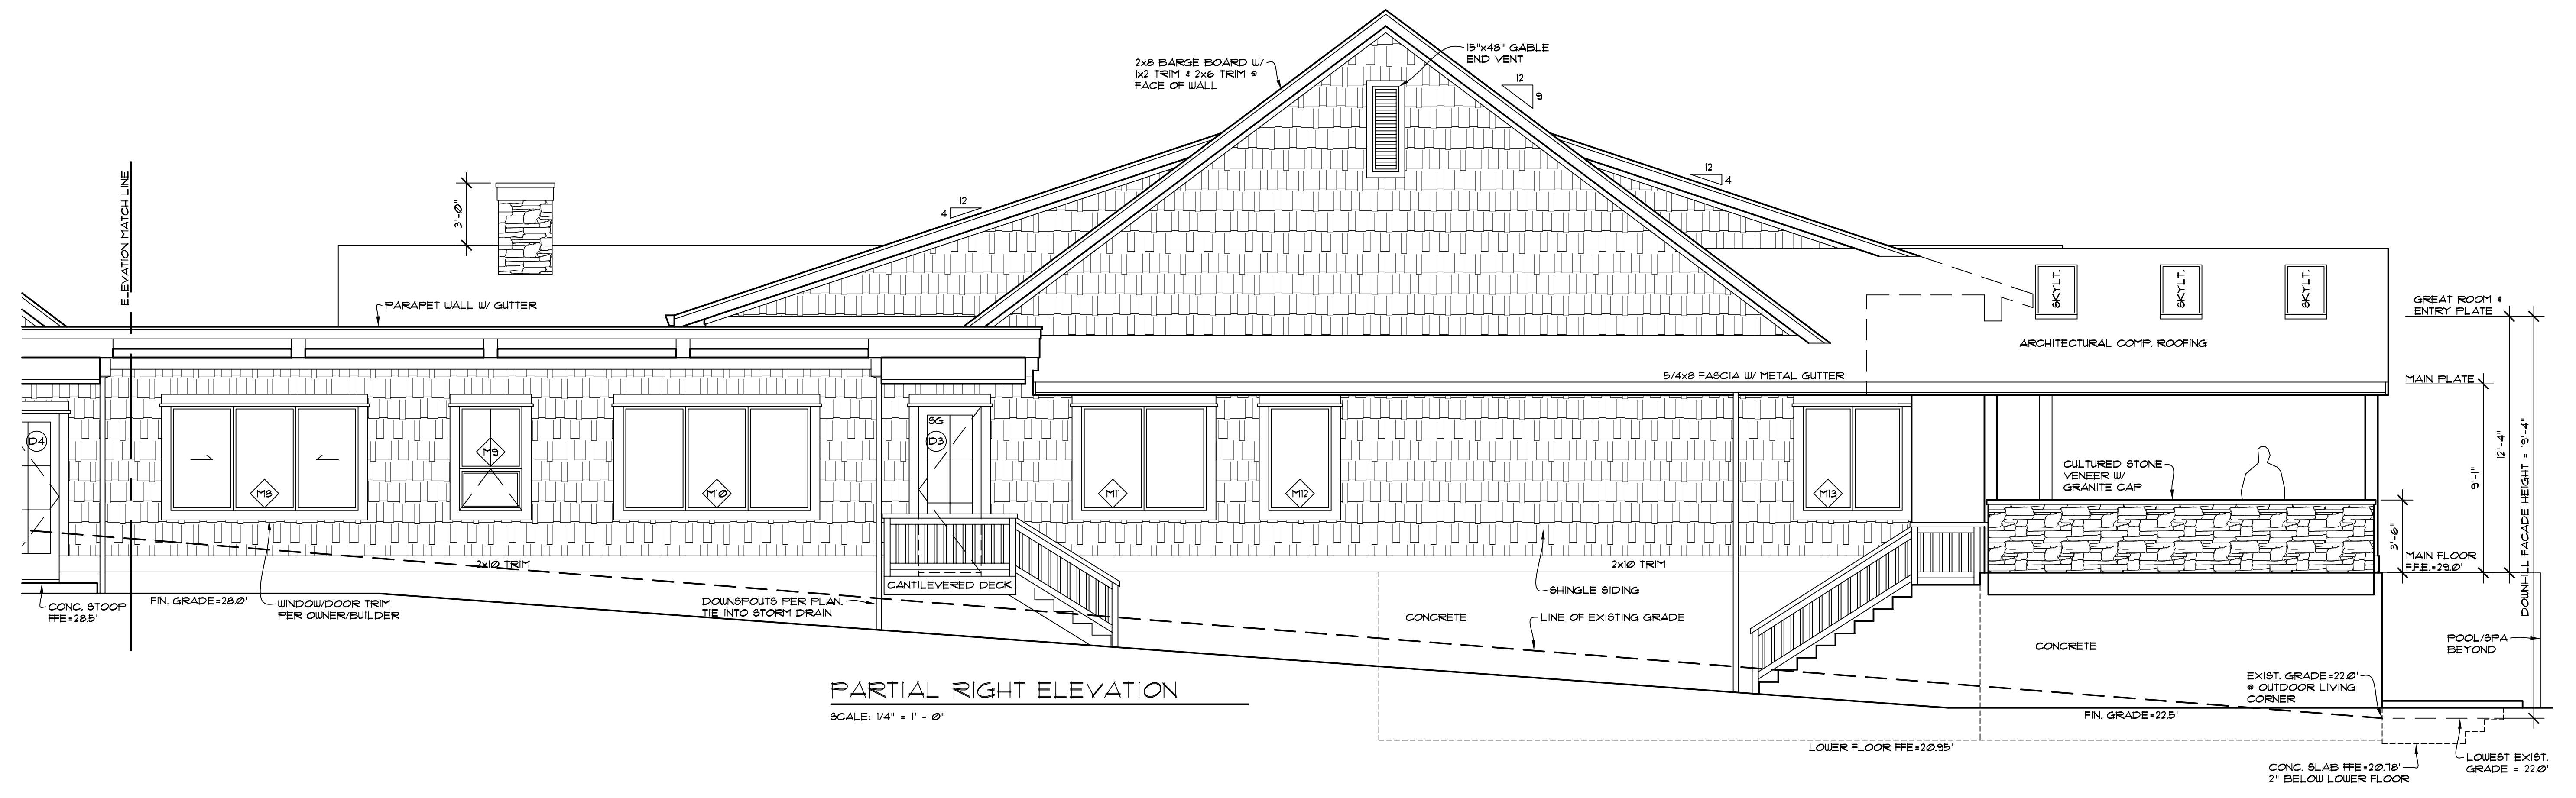 2x8 BARGE BOARD W/
1x2 TRIM & 2x6 TRIM @
FACE OF WALL
15"x48" GABLE
END VENT
12
9
12
4
12
4
ELEVATION MATCH LINE
3'-0"
PARAPET WALL W/ GUTTER
SKYLT.
SKYLT.
SKYLT.
GREAT ROOM &
ENTRY PLATE
ARCHITECTURAL COMP. ROOFING
5/4x8 FASCIA W/ METAL GUTTER
MAIN PLATE
SG
D4
D3
M8
M9
M10
M11
M12
M13
CULTURED STONE
VENEER W/
GRANITE CAP
9'-1"
12'-4"
DOWNHILL FACADE HEIGHT = 19'-4"
3'-6"
MAIN FLOOR
F.F.E.=29.0'
2x10 TRIM
2x10 TRIM
CANTILEVERED DECK
SHINGLE SIDING
CONC. STOOP
FFE=28.5'
FIN. GRADE=28.0'
WINDOW/DOOR TRIM
PER OWNER/BUILDER
DOWNSPOUTS PER PLAN.
TIE INTO STORM DRAIN
CONCRETE
LINE OF EXISTING GRADE
CONCRETE
POOL/SPA
BEYOND
EXIST. GRADE=22.0'
@ OUTDOOR LIVING
CORNER
PARTIAL RIGHT ELEVATION
SCALE: 1/4" = 1' - 0"
FIN. GRADE=22.5'
LOWER FLOOR FFE=20.95'
CONC. SLAB FFE=20.78'
2" BELOW LOWER FLOOR
LOWEST EXIST.
GRADE = 22.0'